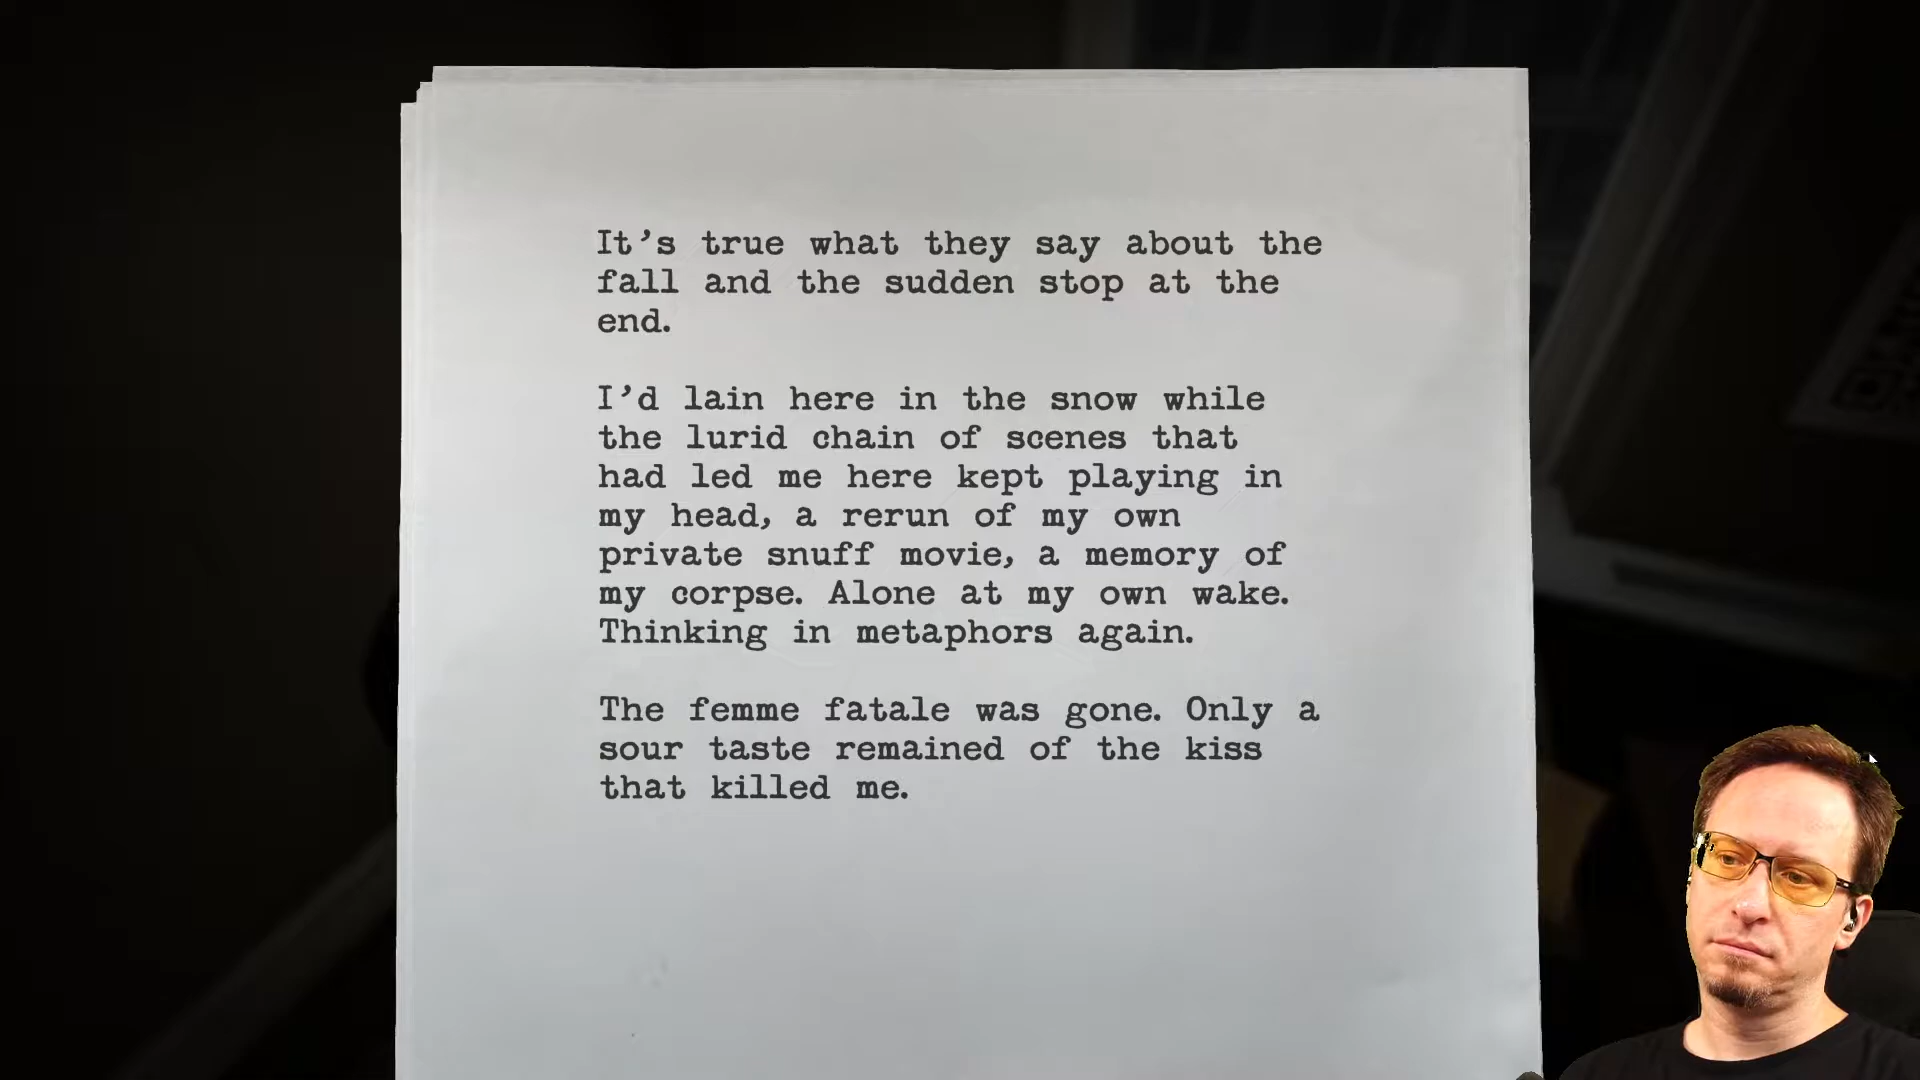 It’s true what they say about the
fall and the sudden stop at the
end.
I’d lain here in the snow while
the lurid chain of scenes that
had led me here kept playing in
my head, a rerun of my own
private snuff movie, a memory of
my corpse. Alone at my own wake.
Thinking in metaphors again.
The femme fatale was gone. Only a
sour taste remained of the kiss
that killed me.